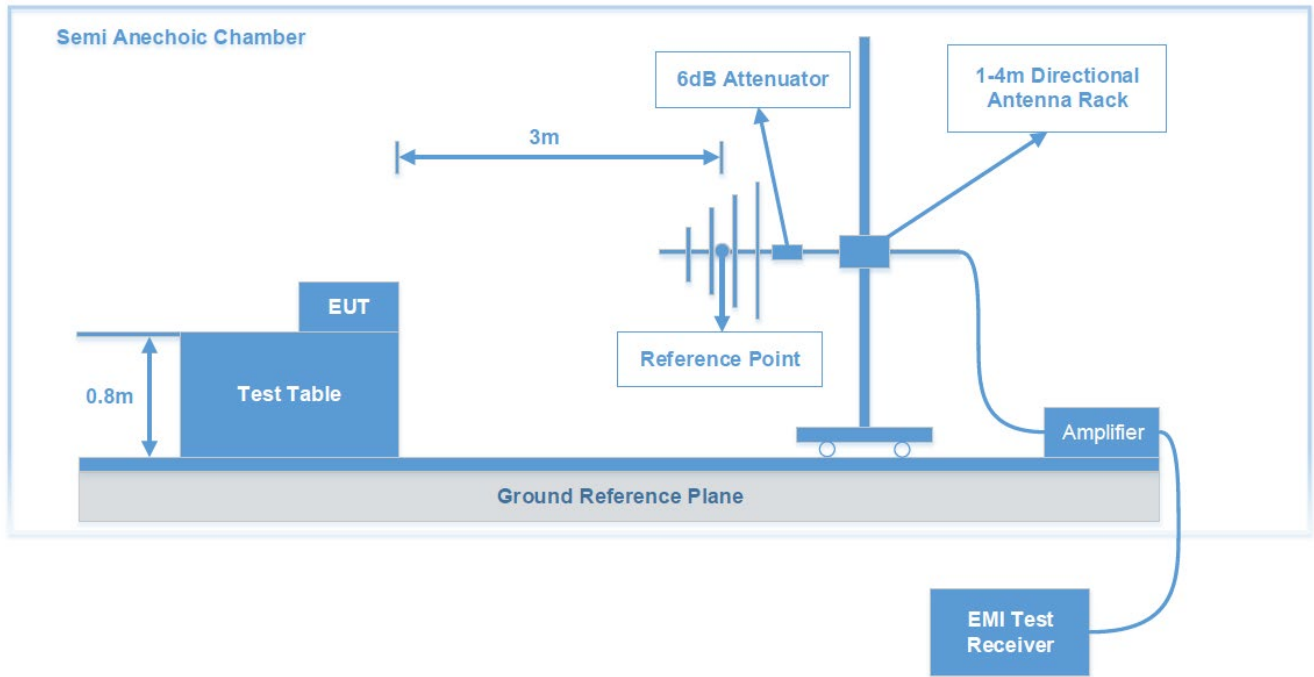 Semi Anechoic Chamber
6dB Attenuator
1-4m Directional
Antenna Rack
3m
EUT
Reference Point
0.8m
Test Table
Amplifier
Ground Reference Plane
EMI Test
Receiver